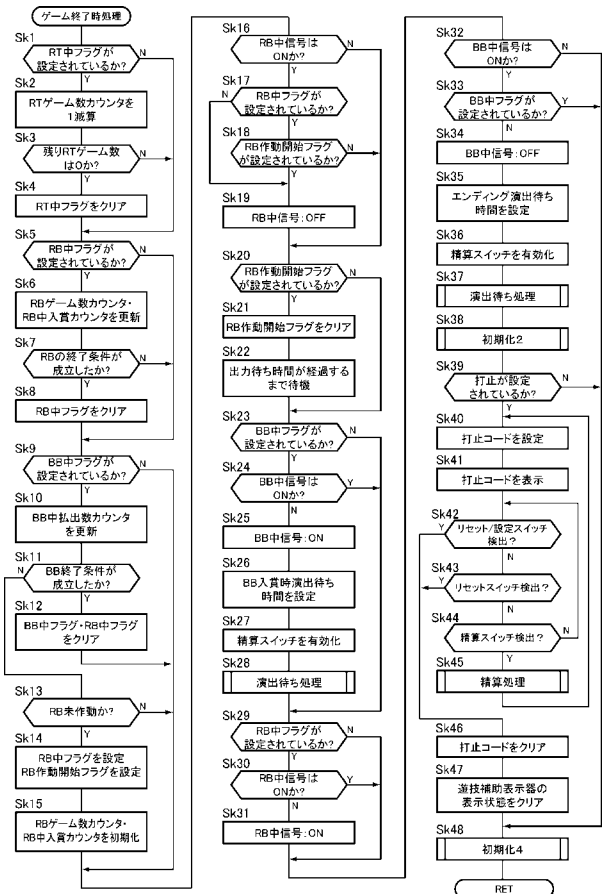 ゲーム終了時処理
Sk1
RT中フラグが
設定されているか?
N
Y
Sk2
RTゲーム数カウンタを
1減算
Sk3
残りRTゲーム数
は0か?
N
Y
Sk4
RT中フラグをクリア
Sk5
RB中フラグが
設定されているか?
N
Y
Sk6
RBゲーム数カウンタ・
RB中入賞カウンタを更新
Sk7
RBの終了条件が
成立したか?
N
Y
Sk8
RB中フラグをクリア
Sk9
BB中フラグが
設定されているか?
N
Y
Sk10
BB中払出数カウンタ
を更新
Sk11
N
BB終了条件が
成立したか?
Y
Sk12
BB中フラグ・RB中フラグ
をクリア
Sk13
RB未作動か?
N
Y
Sk14
RB中フラグを設定
RB作動開始フラグを設定
Sk15
RBゲーム数カウンタ・
RB中入賞カウンタを初期化
Sk16
RB中信号は
ONか?
N
Y
Sk17
N
RB中フラグが
設定されているか?
Y
Sk18
RB作動開始フラグ
が設定されているか?
N
Y
Sk19
RB中信号:OFF
Sk20
RB作動開始フラグ
が設定されているか?
N
Y
Sk21
RB作動開始フラグをクリア
Sk22
出力待ち時間が経過する
まで待機
Sk23
BB中フラグが
設定されているか?
N
Y
Sk24
BB中信号は
ONか?
Y
N
Sk25
BB中信号:ON
Sk26
BB入賞時演出待ち
時間を設定
Sk27
精算スイッチを有効化
Sk28
演出待ち処理
Sk29
RB中フラグが
設定されているか?
N
Y
Sk30
RB中信号は
ONか?
Y
N
Sk31
RB中信号:ON
Sk32
BB中信号は
ONか?
N
Y
Sk33
BB中フラグが
設定されているか?
Y
N
Sk34
BB中信号:OFF
Sk35
エンディング演出待ち
時間を設定
Sk36
精算スイッチを有効化
Sk37
演出待ち処理
Sk38
初期化2
Sk39
打止が設定
されているか?
N
Y
Sk40
打止コードを設定
Sk41
打止コードを表示
Sk42
Y
リセット/設定スイッチ
検出?
N
Sk43
Y
リセットスイッチ検出?
N
Sk44
精算スイッチ検出?
N
Y
Sk45
精算処理
Sk46
打止コードをクリア
Sk47
遊技補助表示器の
表示状態をクリア
Sk48
初期化4
RET